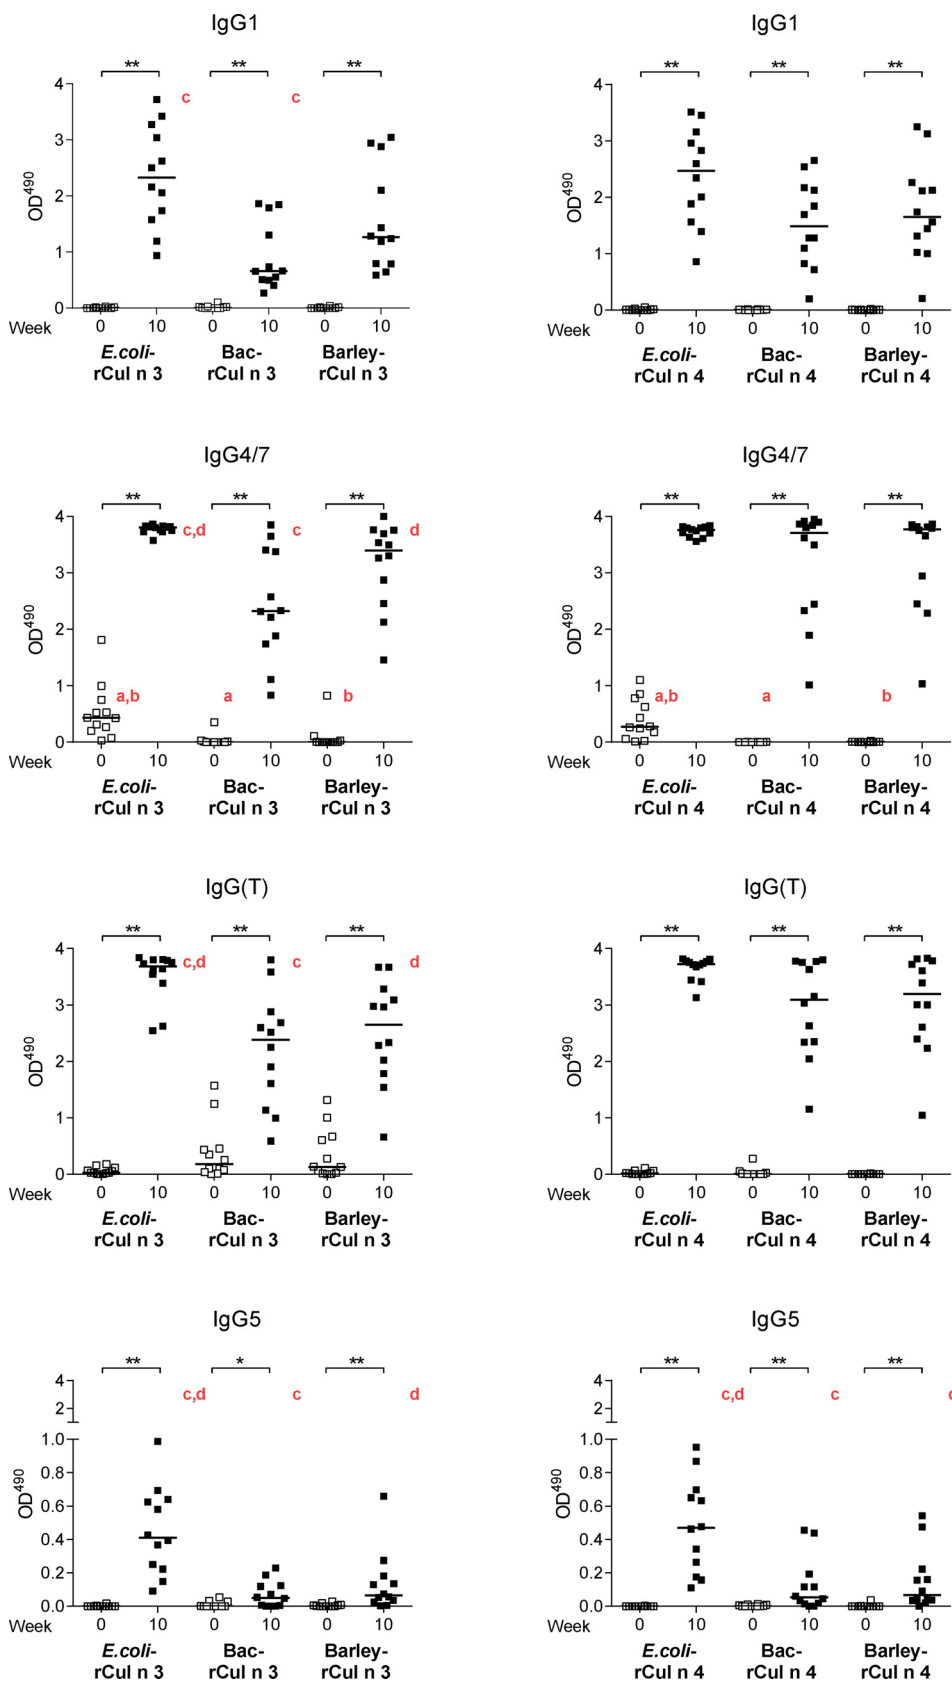 IgG1
IgG1
** ** **
** ** **
4 c c
3
2
1
0
OD490
4
3
2
1
0
OD490
Week 0 10 0 10 0 10
Week 0 10 0 10 0 10
E.coli- Bac- Barley-
rCul n 3 rCul n 3 rCul n 3
E.coli- Bac- Barley-
rCul n 4 rCul n 4 rCul n 4
IgG4/7
IgG4/7
** ** **
** ** **
4 c,d c d
3
2
1 a,b a b
0
OD490
4
3
2
1 a,b a b
0
OD490
Week 0 10 0 10 0 10
Week 0 10 0 10 0 10
E.coli- Bac- Barley-
rCul n 3 rCul n 3 rCul n 3
E.coli- Bac- Barley-
rCul n 4 rCul n 4 rCul n 4
IgG(T)
IgG(T)
** ** **
** ** **
4 c,d c d
3
2
1
0
OD490
4
3
2
1
0
OD490
Week 0 10 0 10 0 10
Week 0 10 0 10 0 10
E.coli- Bac- Barley-
rCul n 3 rCul n 3 rCul n 3
E.coli- Bac- Barley-
rCul n 4 rCul n 4 rCul n 4
IgG5
IgG5
** * **
** ** **
4 c,d c d
2
1.0
0.8
0.6
0.4
0.2
0.0
OD490
4 c,d c
2
1.0
0.8
0.6
0.4
0.2
0.0
OD490
Week 0 10 0 10 0 10
Week 0 10 0 10 0 10
E.coli- Bac- Barley-
rCul n 3 rCul n 3 rCul n 3
E.coli- Bac- Barley-
rCul n 4 rCul n 4 rCul n 4